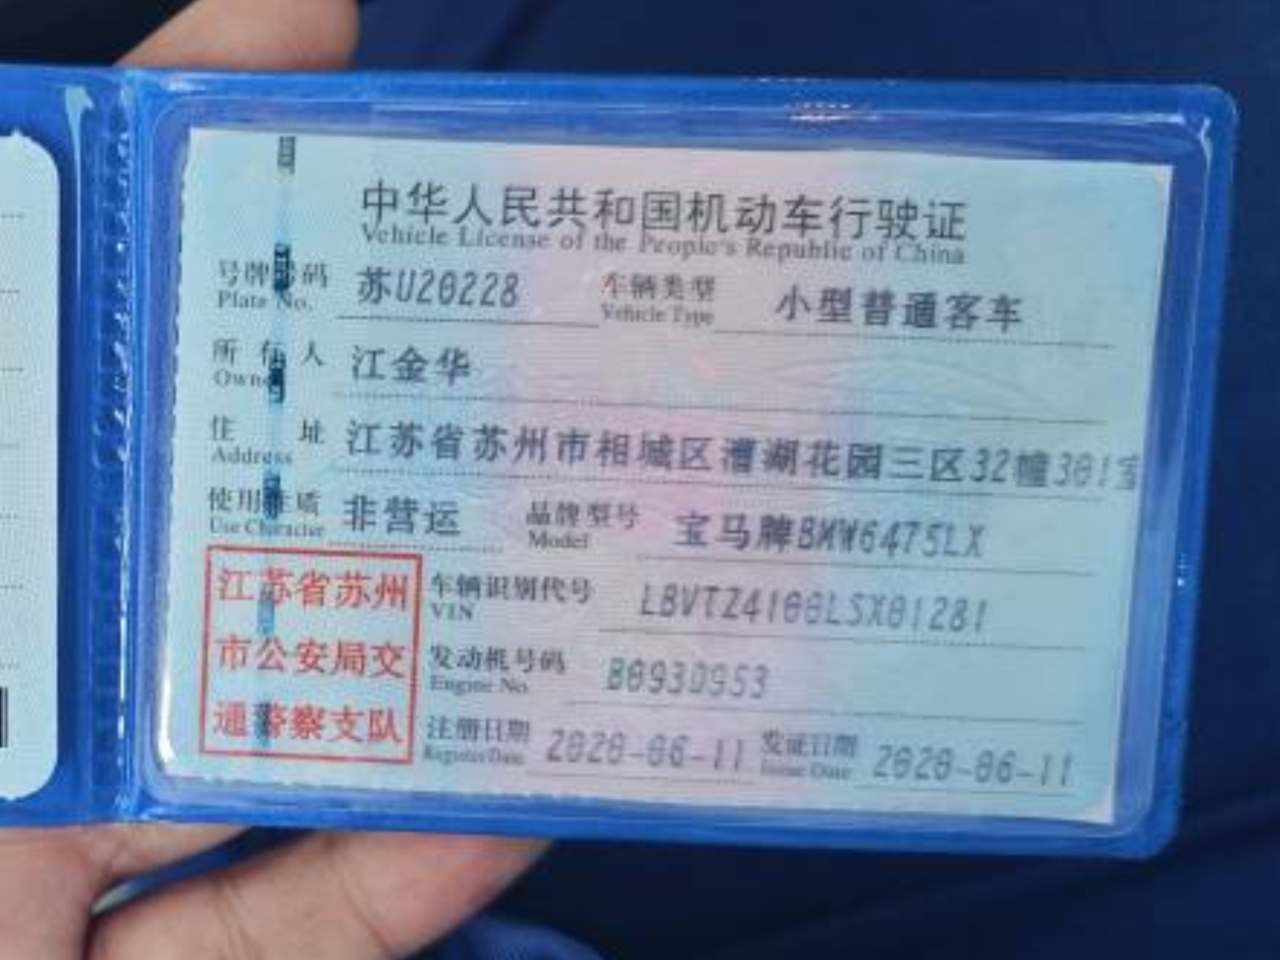 中华人民共和国机动车行驶证
Vehicle License of the People's Republic of China
号牌号码 苏U20228 车辆类型 小型普通客车
Plate No. Vehicle Type
所有人 江金华
Owner
住址 江苏省苏州市相城区漕湖花园三区32幢301室
Address
使用性质 非营运 品牌型号 宝马牌BMW6475LX
Use Character Model
江苏省苏州 车辆识别代号 LBVTZ4100LSX01281
VIN
市公安局交 发动机号码 B0930953
Engine No.
通警察支队 注册日期 2020-06-11 发证日期 2020-06-11
Register Date Issue Date